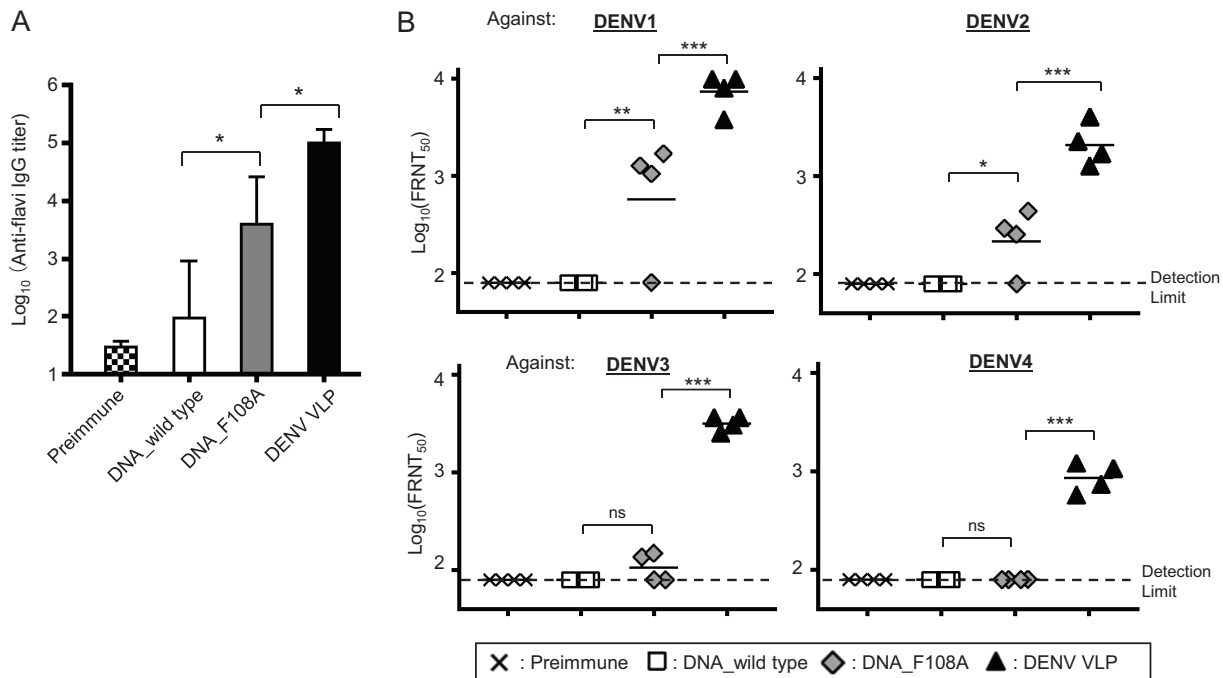 A
Log10 (Anti-flavi IgG titer)
6
5
4
3
2
1
*
*
Preimmune
DNA_wild type
DNA_F108A
DENV VLP
B
Against: DENV1
Log10(FRNT50)
4
3
2
**
***
DENV2
4
3
2
*
***
Detection
Limit
Against: DENV3
Log10(FRNT50)
4
3
2
ns
***
DENV4
4
3
2
ns
***
Detection
Limit
: Preimmune : DNA_wild type : DNA_F108A : DENV VLP